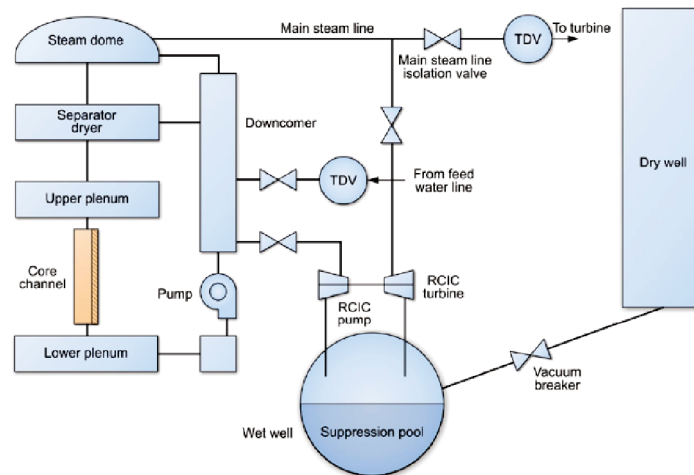 Main steam line
To turbine
Steam dome
TDV
Main steam line
isolation valve
Separator
dryer
Downcomer
Dry well
TDV
From feed
water line
Upper plenum
Core
channel
Pump
RCIC
turbine
RCIC
pump
Lower plenum
Vacuum
breaker
Wet well
Suppression pool